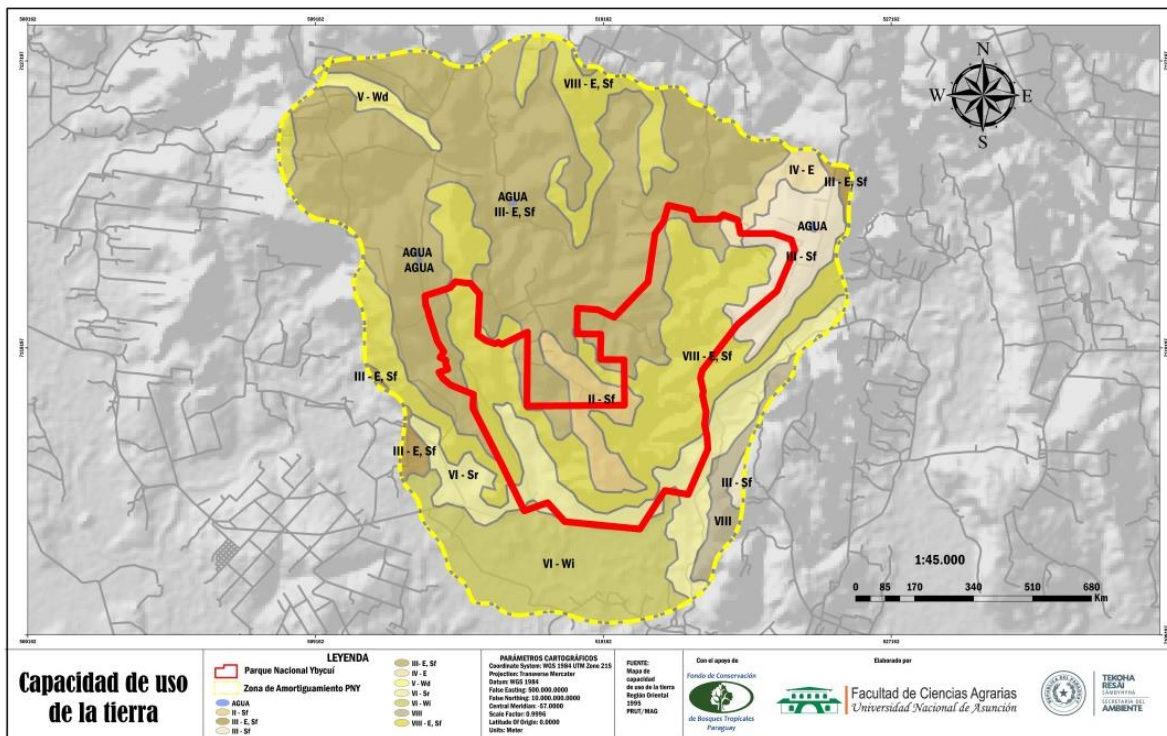 509102
518102
527102
N
W
E
S
V - Wd
VIII - E, Sf
IV - E
III - E, Sf
AGUA
III - E, Sf
AGUA
III - Sf
AGUA
AGUA
VIII - E, Sf
III - E, Sf
II - Sf
III - E, Sf
VI - Sr
III - Sf
VIII
VI - Wi
1:45.000
0 85 170 340 510 680
Km
509102
518102
527102
Capacidad de uso
de la tierra
LEYENDA
Parque Nacional Ybycuí
Zona de Amortiguamiento PNY
AGUA
II - Sf
III - E, Sf
III - Sf
III - E, Sf
IV - E
V - Wd
VI - Sr
VI - Wi
VIII
VIII - E, Sf
PARÁMETROS CARTOGRÁFICOS
Coordinate System: WGS 1984 UTM Zone 21S
Projection: Transverse Mercator
Datum: WGS 1984
False Easting: 500.000.0000
False Northing: 10.000.000.0000
Central Meridian: -57.0000
Scale Factor: 0.9996
Latitude Of Origin: 0.0000
Units: Meter
FUENTE:
Mapa de
capacidad
de uso de la tierra
Región Oriental
1995
PRUT/MAG
Con el apoyo de
Fondo de Conservación
de Bosques Tropicales
Paraguay
Elaborado por
Facultad de Ciencias Agrarias
Universidad Nacional de Asunción
TEKOHA
RESÃI
SÃMBYHYHA
SECRETARÍA DEL
AMBIENTE